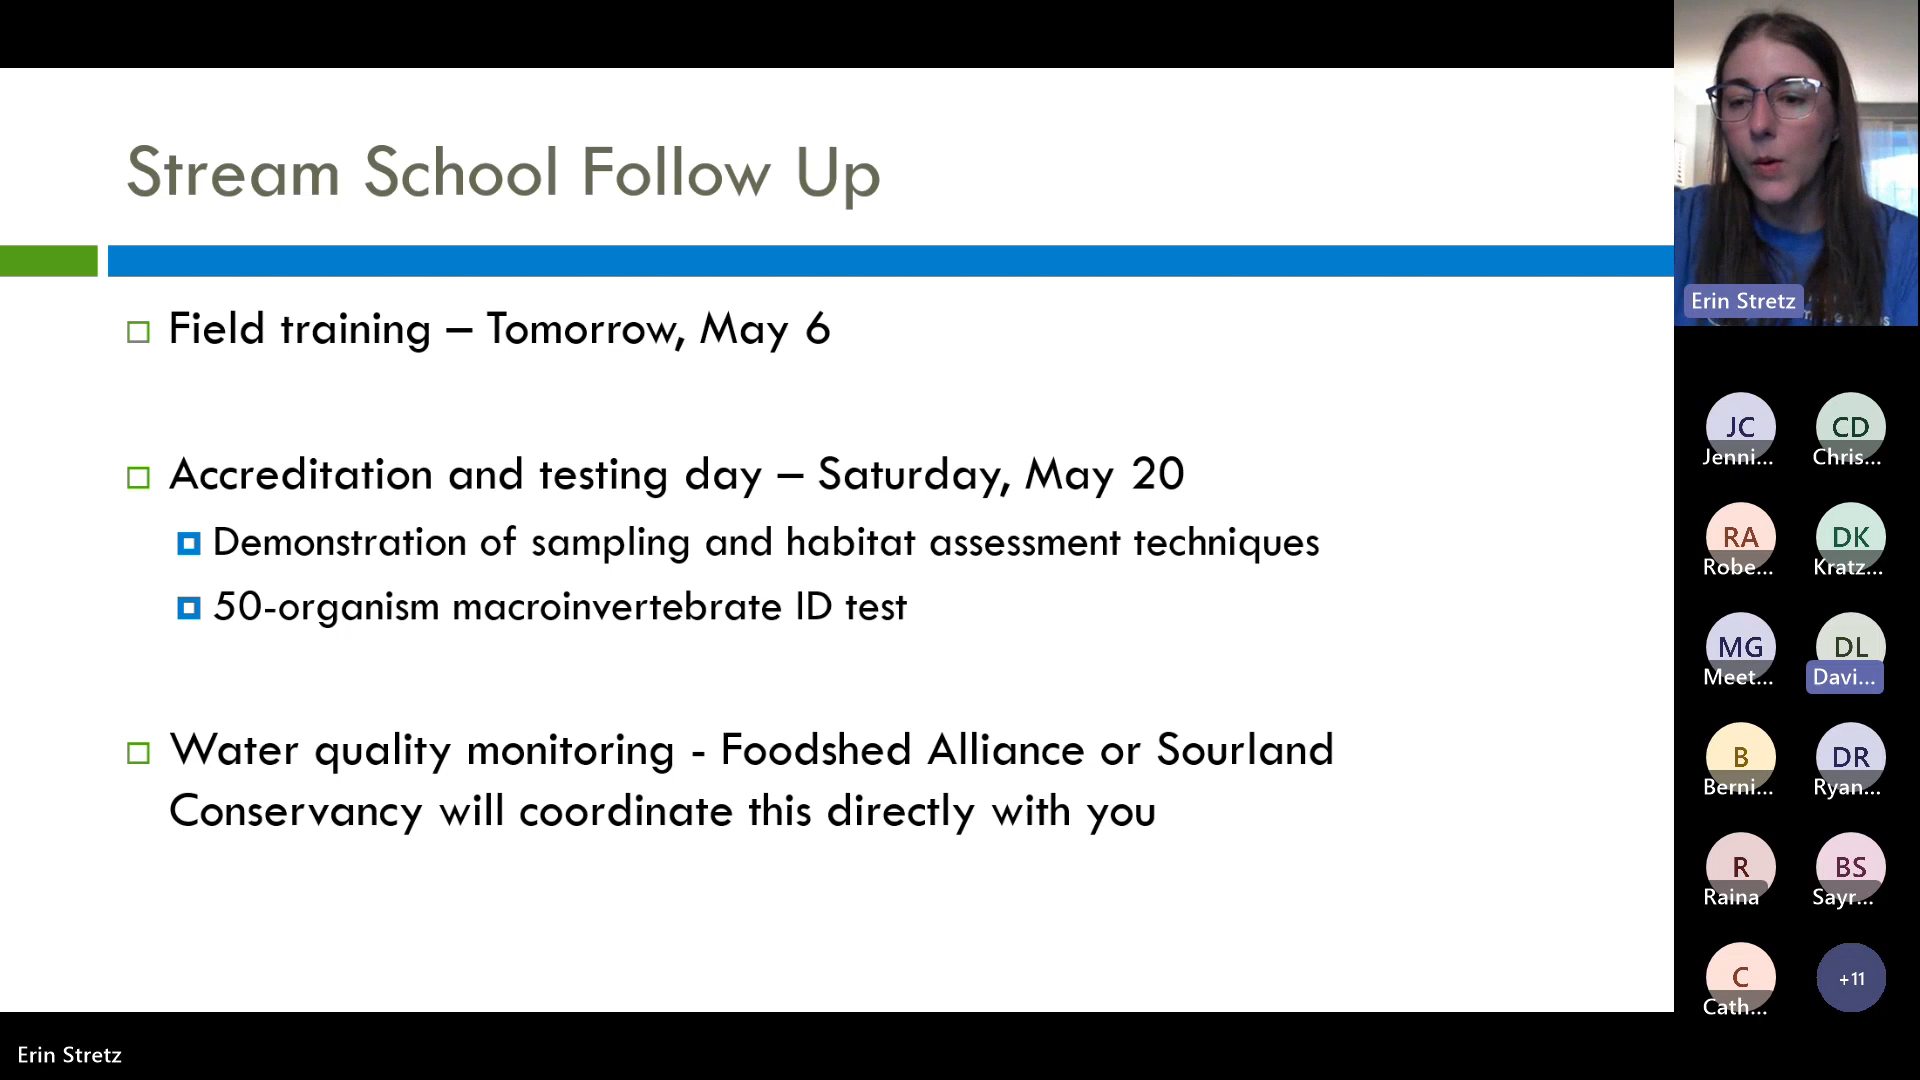 Stream School Follow Up
Field training – Tomorrow, May 6
Accreditation and testing day – Saturday, May 20
Demonstration of sampling and habitat assessment techniques
50-organism macroinvertebrate ID test
Water quality monitoring - Foodshed Alliance or Sourland
Conservancy will coordinate this directly with you
Erin Stretz
JC CD
Jenni... Chris...
RA DK
Robe... Kratz...
MG DL
Meet... Davi...
B DR
Berni... Ryan...
R BS
Raina Sayr...
C +11
Cath...
Erin Stretz